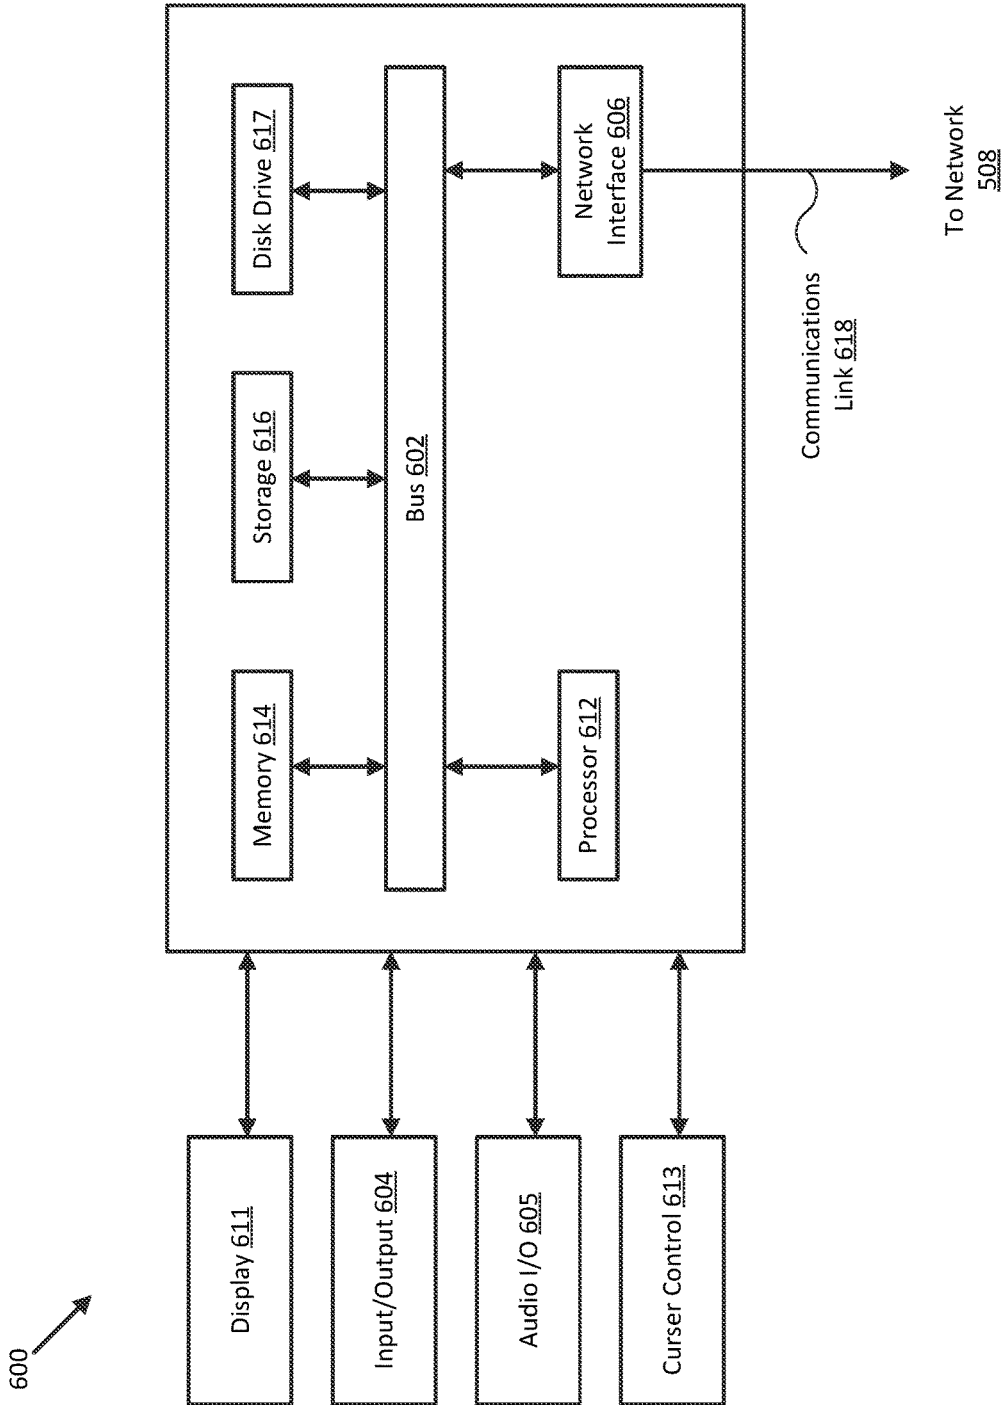 600
Display 611
Input/Output 604
Audio I/O 605
Curser Control 613
Memory 614
Storage 616
Disk Drive 617
Bus 602
Processor 612
Network
Interface 606
Communications
Link 618
To Network
508